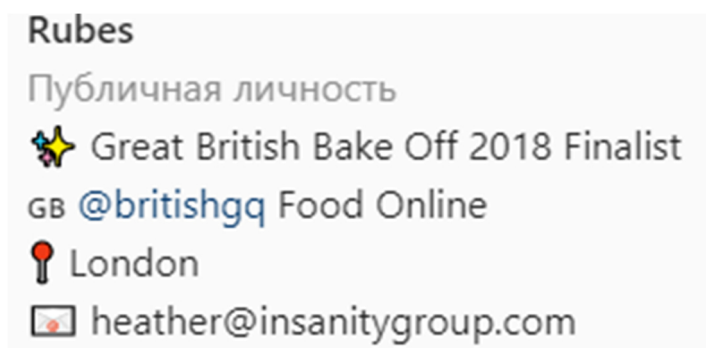 Rubes
Публичная личность
✨ Great British Bake Off 2018 Finalist
GB @britishgq Food Online
📍 London
💌 heather@insanitygroup.com